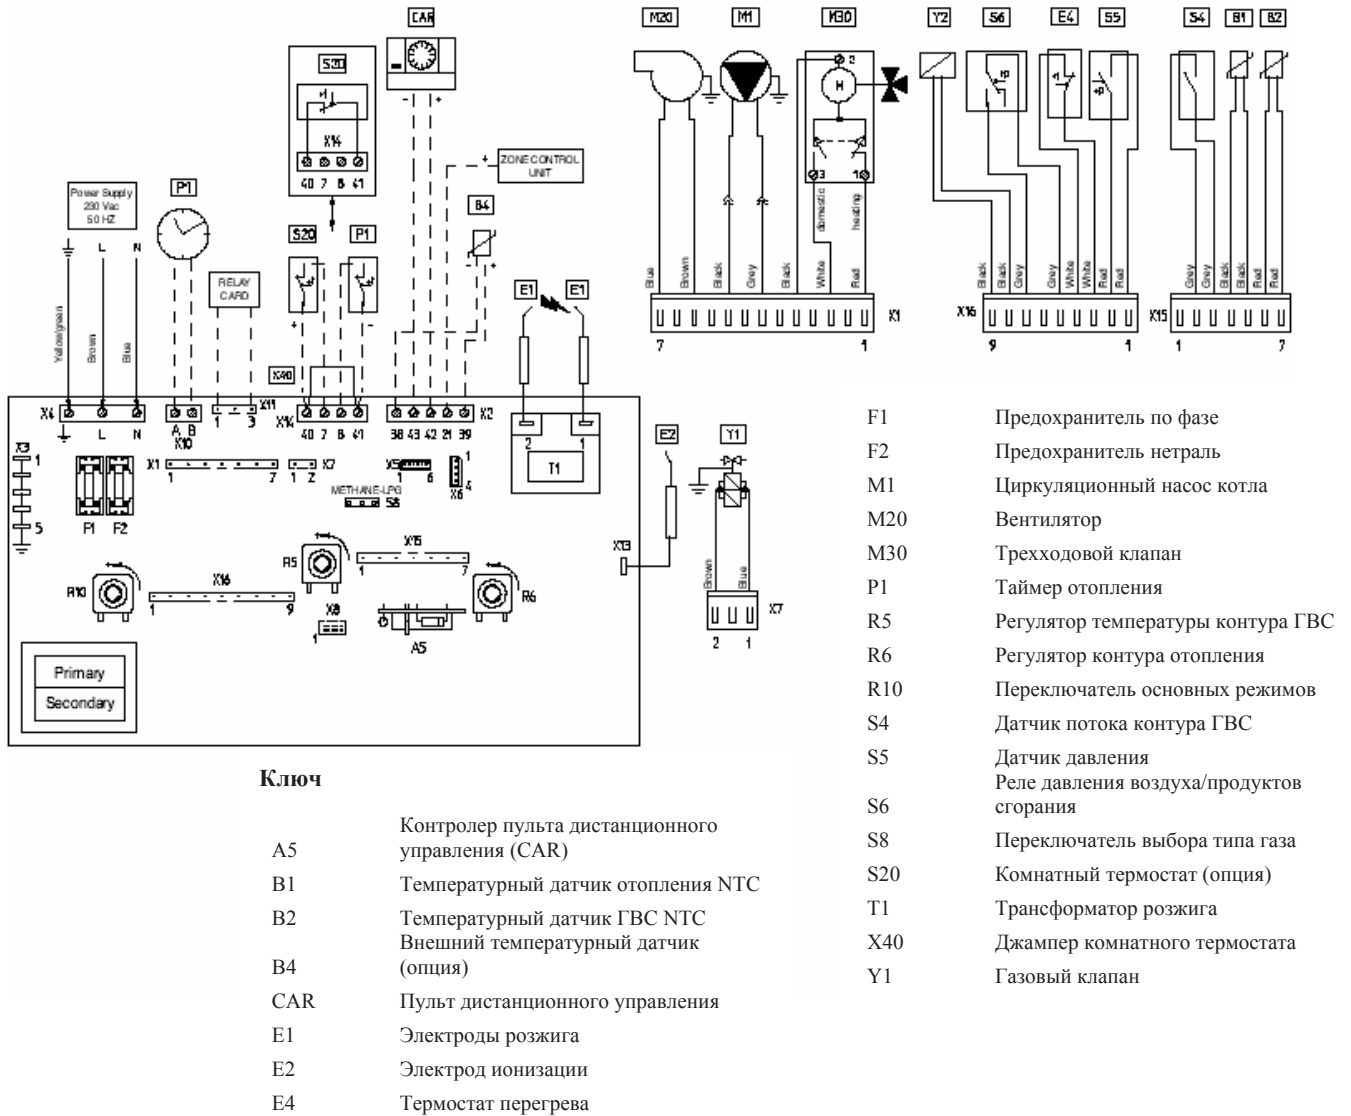 CAR
M20 M1 M30 Y2 S6 E4 S5 S4 B1 B2
S20
X14
40 7 8 41
Power Supply
230 Vac
50 HZ
P1
ZONE CONTROL
UNIT
B4
L N
S20 P1
RELAY
CARD
E1 E1
domestic
heating
Yellow/green
Brown
Blue
Blue
Brown
Black
Grey
Black
White
Red
X1
7 1
Black
Red
Grey
Grey
White
White
Red
Red
X16
9 1
Grey
Grey
Black
Black
Red
Red
X15
1 7
X40
X4
L N
A B
X10
X11
1 3
X14
40 7 8 41
X2
38 43 42 21 39
2 1
T1
E2
Y1
X3
1
5
F1 F2
X1
1 7
X7
1 2
X5
1 6
X6
1
4
METHANE-LPG
S8
X13
Brown
Blue
X7
2 1
R10
X16
1 9
R5
X15
1 7
R6
X8
1
A5
Primary
Secondary
F1 Предохранитель по фазе
F2 Предохранитель нетраль
M1 Циркуляционный насос котла
M20 Вентилятор
M30 Трехходовой клапан
P1 Таймер отопления
R5 Регулятор температуры контура ГВС
R6 Регулятор контура отопления
R10 Переключатель основных режимов
S4 Датчик потока контура ГВС
S5 Датчик давления
Реле давления воздуха/продуктов
S6 сгорания
S8 Переключатель выбора типа газа
S20 Комнатный термостат (опция)
T1 Трансформатор розжига
X40 Джампер комнатного термостата
Y1 Газовый клапан
Ключ
Контролер пульта дистанционного
A5 управления (CAR)
B1 Температурный датчик отопления NTC
B2 Температурный датчик ГВС NTC
Внешний температурный датчик
B4 (опция)
CAR Пульт дистанционного управления
E1 Электроды розжига
E2 Электрод ионизации
E4 Термостат перегрева